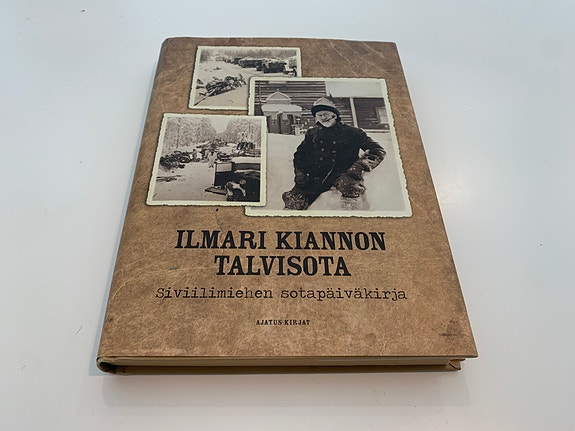 ILMARI KIANNON
TALVISOTA
Siviilimiehen sotapäiväkirja
AJATUS KIRJAT